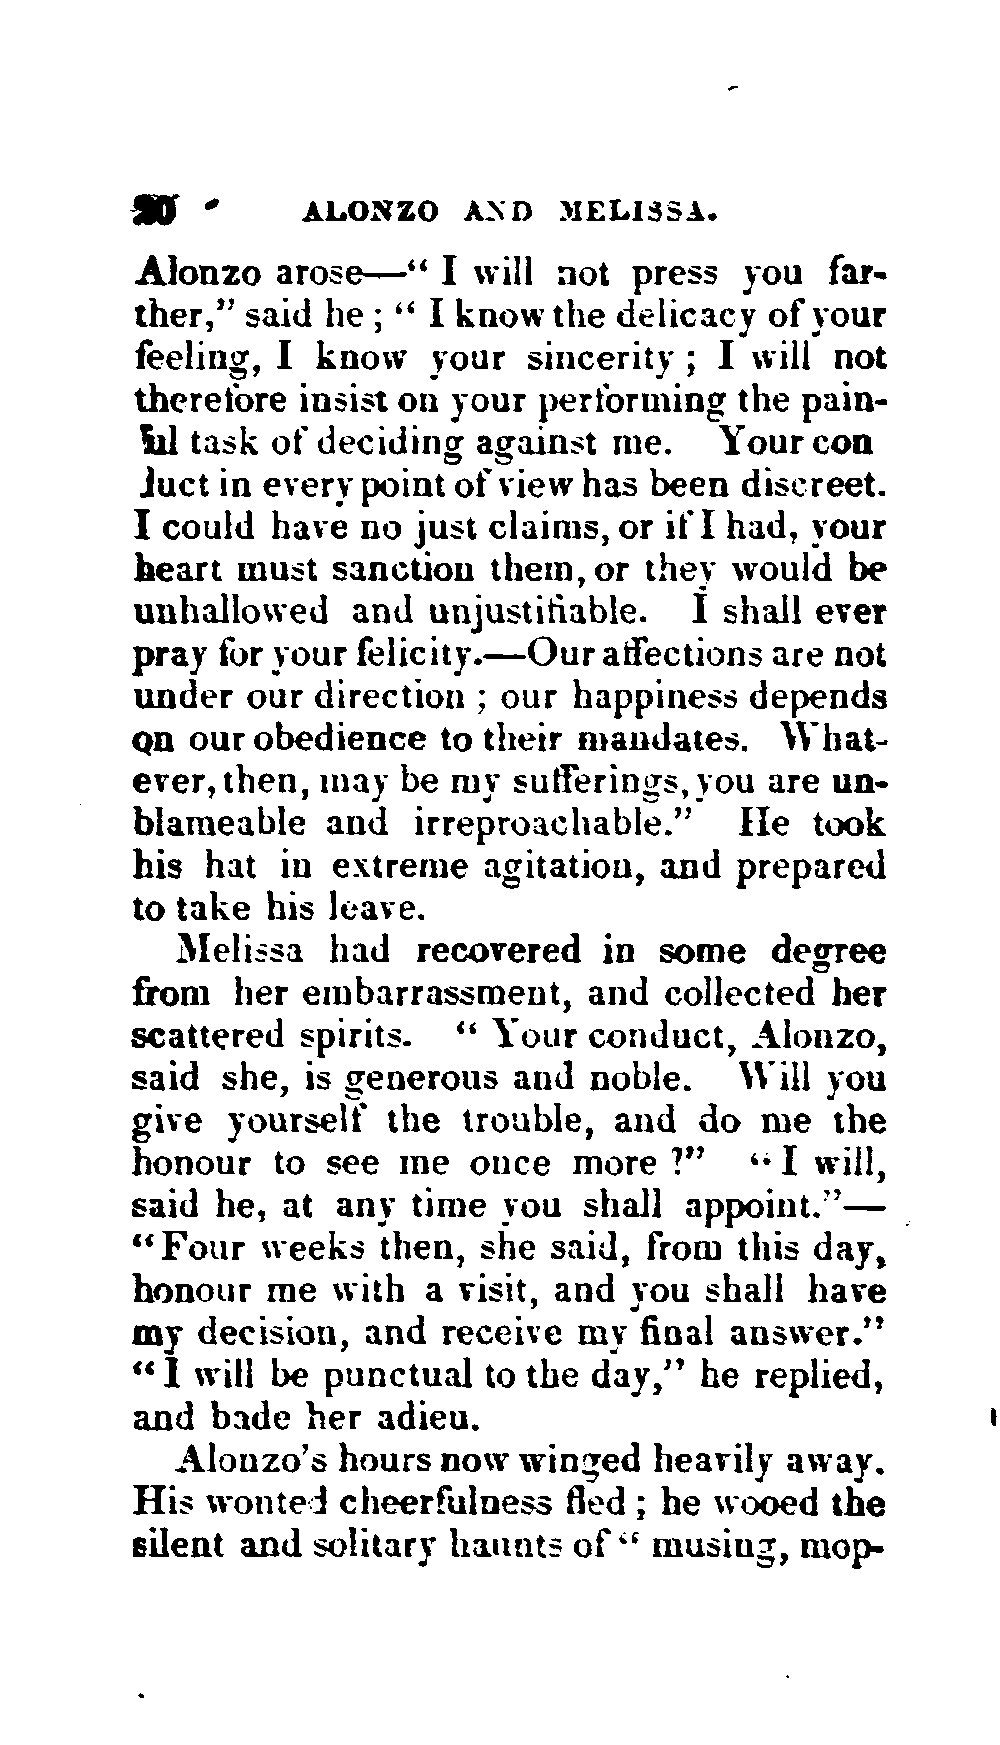 20 ALONZO AND MELISSA.
Alonzo arose—“ I will not press you far-
ther,” said he ; “ I know the delicacy of your
feeling, I know your sincerity ; I will not
therefore insist on your performing the pain-
ful task of deciding against me. Your con
duct in every point of view has been discreet.
I could have no just claims, or if I had, your
heart must sanction them, or they would be
unhallowed and unjustifiable. I shall ever
pray for your felicity.—Our affections are not
under our direction ; our happiness depends
on our obedience to their mandates. What-
ever, then, may be my sufferings, you are un-
blameable and irreproachable.” He took
his hat in extreme agitation, and prepared
to take his leave.
Melissa had recovered in some degree
from her embarrassment, and collected her
scattered spirits. “ Your conduct, Alonzo,
said she, is generous and noble. Will you
give yourself the trouble, and do me the
honour to see me once more ?” “ I will,
said he, at any time you shall appoint.”—
“Four weeks then, she said, from this day,
honour me with a visit, and you shall have
my decision, and receive my final answer.”
“I will be punctual to the day,” he replied,
and bade her adieu.
Alonzo’s hours now winged heavily away.
His wonted cheerfulness fled ; he wooed the
silent and solitary haunts of “ musing, mop-